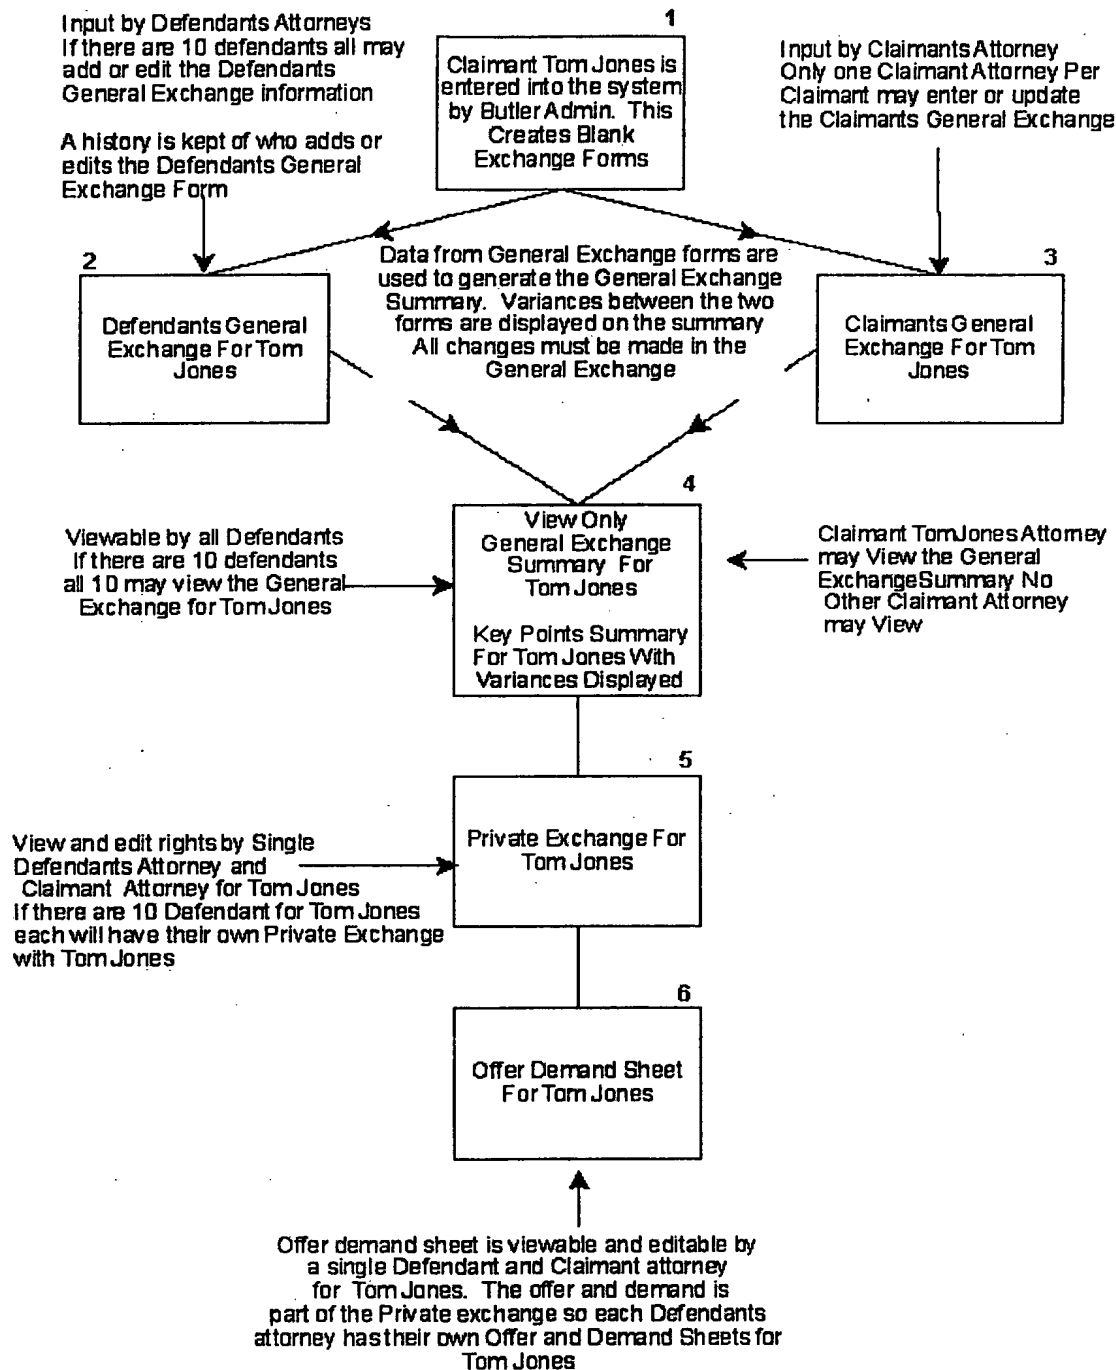 1
Input by Defendants Attorneys
If there are 10 defendants all may
add or edit the Defendants
General Exchange information
A history is kept of who adds or
edits the Defendants General
Exchange Form
Claimant Tom Jones is
entered into the system
by Butler Admin. This
Creates Blank
Exchange Forms
Input by Claimants Attorney
Only one Claimant Attorney Per
Claimant may enter or update
the Claimants General Exchange
2
Defendants General
Exchange For Tom
Jones
Data from General Exchange forms are
used to generate the General Exchange
Summary. Variances between the two
forms are displayed on the summary
All changes must be made in the
General Exchange
3
Claimants General
Exchange For Tom
Jones
4
Viewable by all Defendants
If there are 10 defendants
all 10 may view the General
Exchange for Tom Jones
View Only
General Exchange
Summary For
Tom Jones
Key Points Summary
For Tom Jones With
Variances Displayed
Claimant Tom Jones Attorney
may View the General
Exchange Summary No
Other Claimant Attorney
may View
5
Private Exchange For
Tom Jones
View and edit rights by Single
Defendants Attorney and
Claimant Attorney for Tom Jones
If there are 10 Defendant for Tom Jones
each will have their own Private Exchange
with Tom Jones
6
Offer Demand Sheet
For Tom Jones
Offer demand sheet is viewable and editable by
a single Defendant and Claimant attorney
for Tom Jones. The offer and demand is
part of the Private exchange so each Defendants
attorney has their own Offer and Demand Sheets for
Tom Jones